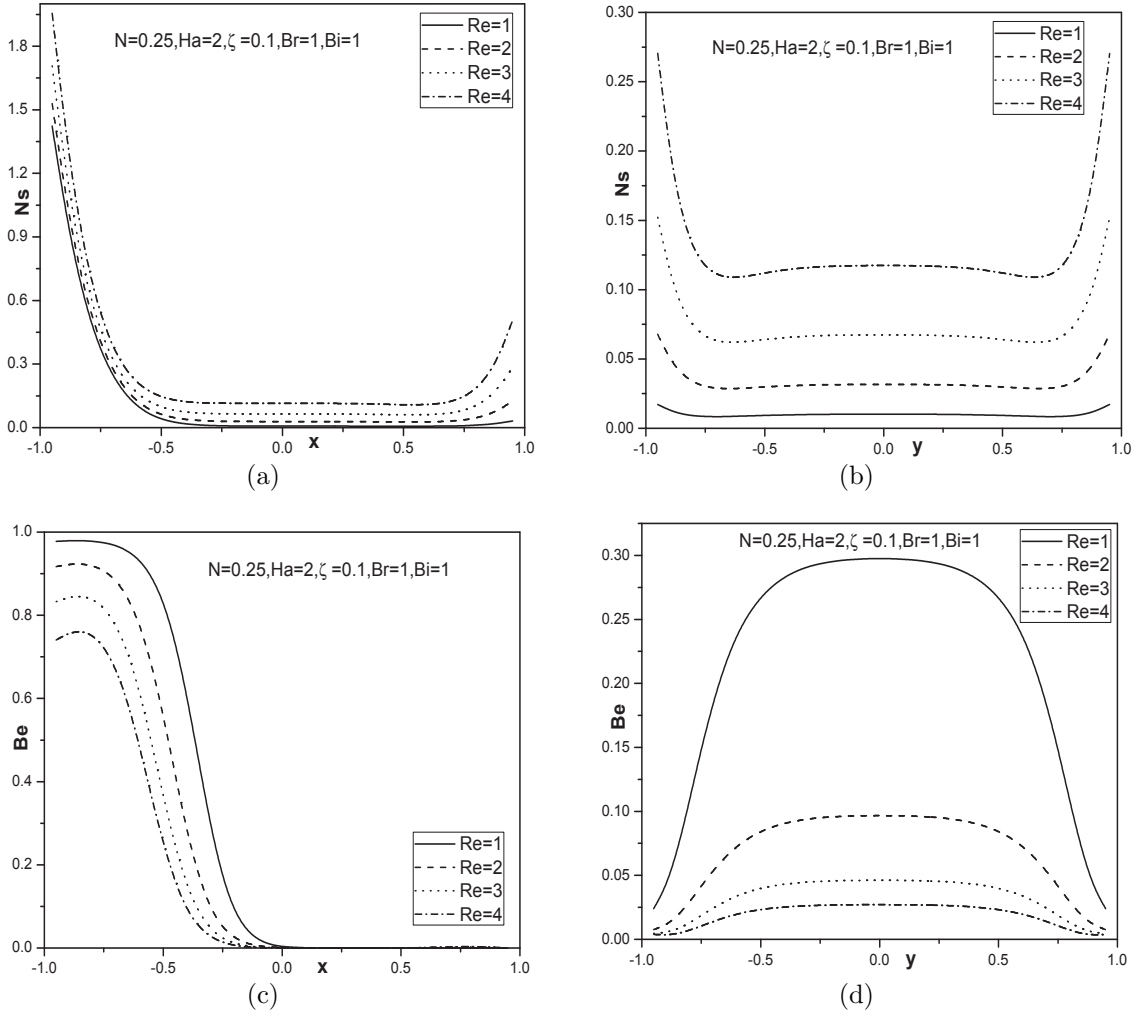 N=0.25,Ha=2,ζ=0.1,Br=1,Bi=1
Re=1
Re=2
Re=3
Re=4
Ns
1.8
1.5
1.2
0.9
0.6
0.3
0.0
-1.0 -0.5 0.0 0.5 1.0
x
(a)
N=0.25,Ha=2,ζ=0.1,Br=1,Bi=1
Re=1
Re=2
Re=3
Re=4
Ns
0.30
0.25
0.20
0.15
0.10
0.05
0.00
-1.0 -0.5 0.0 0.5 1.0
y
(b)
N=0.25,Ha=2,ζ=0.1,Br=1,Bi=1
Re=1
Re=2
Re=3
Re=4
Be
1.0
0.8
0.6
0.4
0.2
0.0
-1.0 -0.5 0.0 0.5 1.0
x
(c)
N=0.25,Ha=2,ζ=0.1,Br=1,Bi=1
Re=1
Re=2
Re=3
Re=4
Be
0.30
0.25
0.20
0.15
0.10
0.05
0.00
-1.0 -0.5 0.0 0.5 1.0
y
(d)